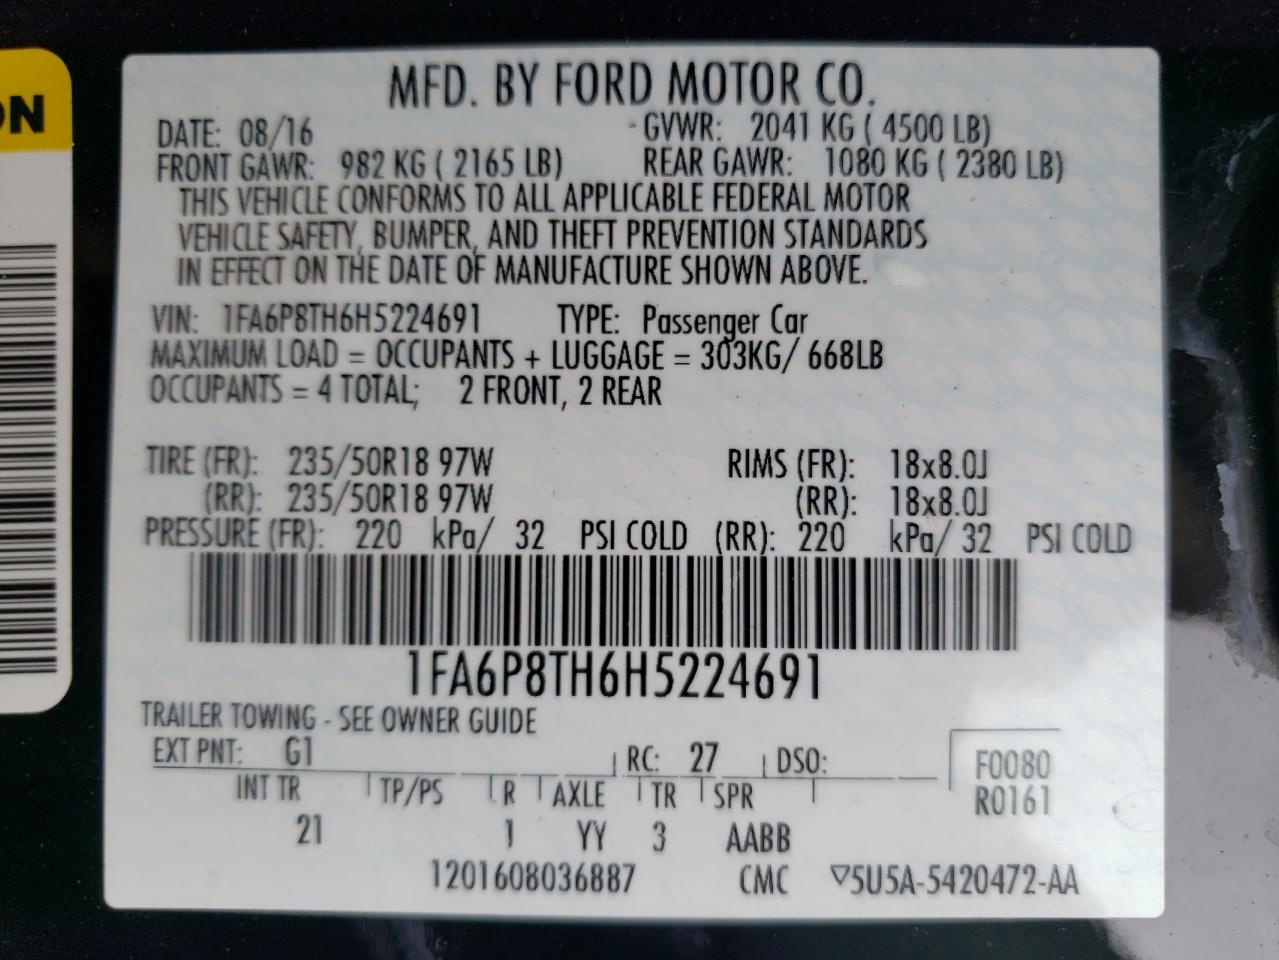 ON
MFD. BY FORD MOTOR CO.
DATE: 08/16 GVWR: 2041 KG ( 4500 LB)
FRONT GAWR: 982 KG ( 2165 LB) REAR GAWR: 1080 KG ( 2380 LB)
THIS VEHICLE CONFORMS TO ALL APPLICABLE FEDERAL MOTOR
VEHICLE SAFETY, BUMPER, AND THEFT PREVENTION STANDARDS
IN EFFECT ON THE DATE OF MANUFACTURE SHOWN ABOVE.
VIN: 1FA6P8TH6H5224691 TYPE: Passenger Car
MAXIMUM LOAD = OCCUPANTS + LUGGAGE = 303KG/ 668LB
OCCUPANTS = 4 TOTAL; 2 FRONT, 2 REAR
TIRE (FR): 235/50R18 97W RIMS (FR): 18x8.0J
(RR): 235/50R18 97W (RR): 18x8.0J
PRESSURE (FR): 220 kPa/ 32 PSI COLD (RR): 220 kPa/ 32 PSI COLD
1FA6P8TH6H5224691
TRAILER TOWING - SEE OWNER GUIDE
EXT PNT: G1 RC: 27 DSO: F0080
INT TR TP/PS R AXLE TR SPR R0161
21 1 YY 3 AABB
1201608036887 CMC ▽5U5A-5420472-AA